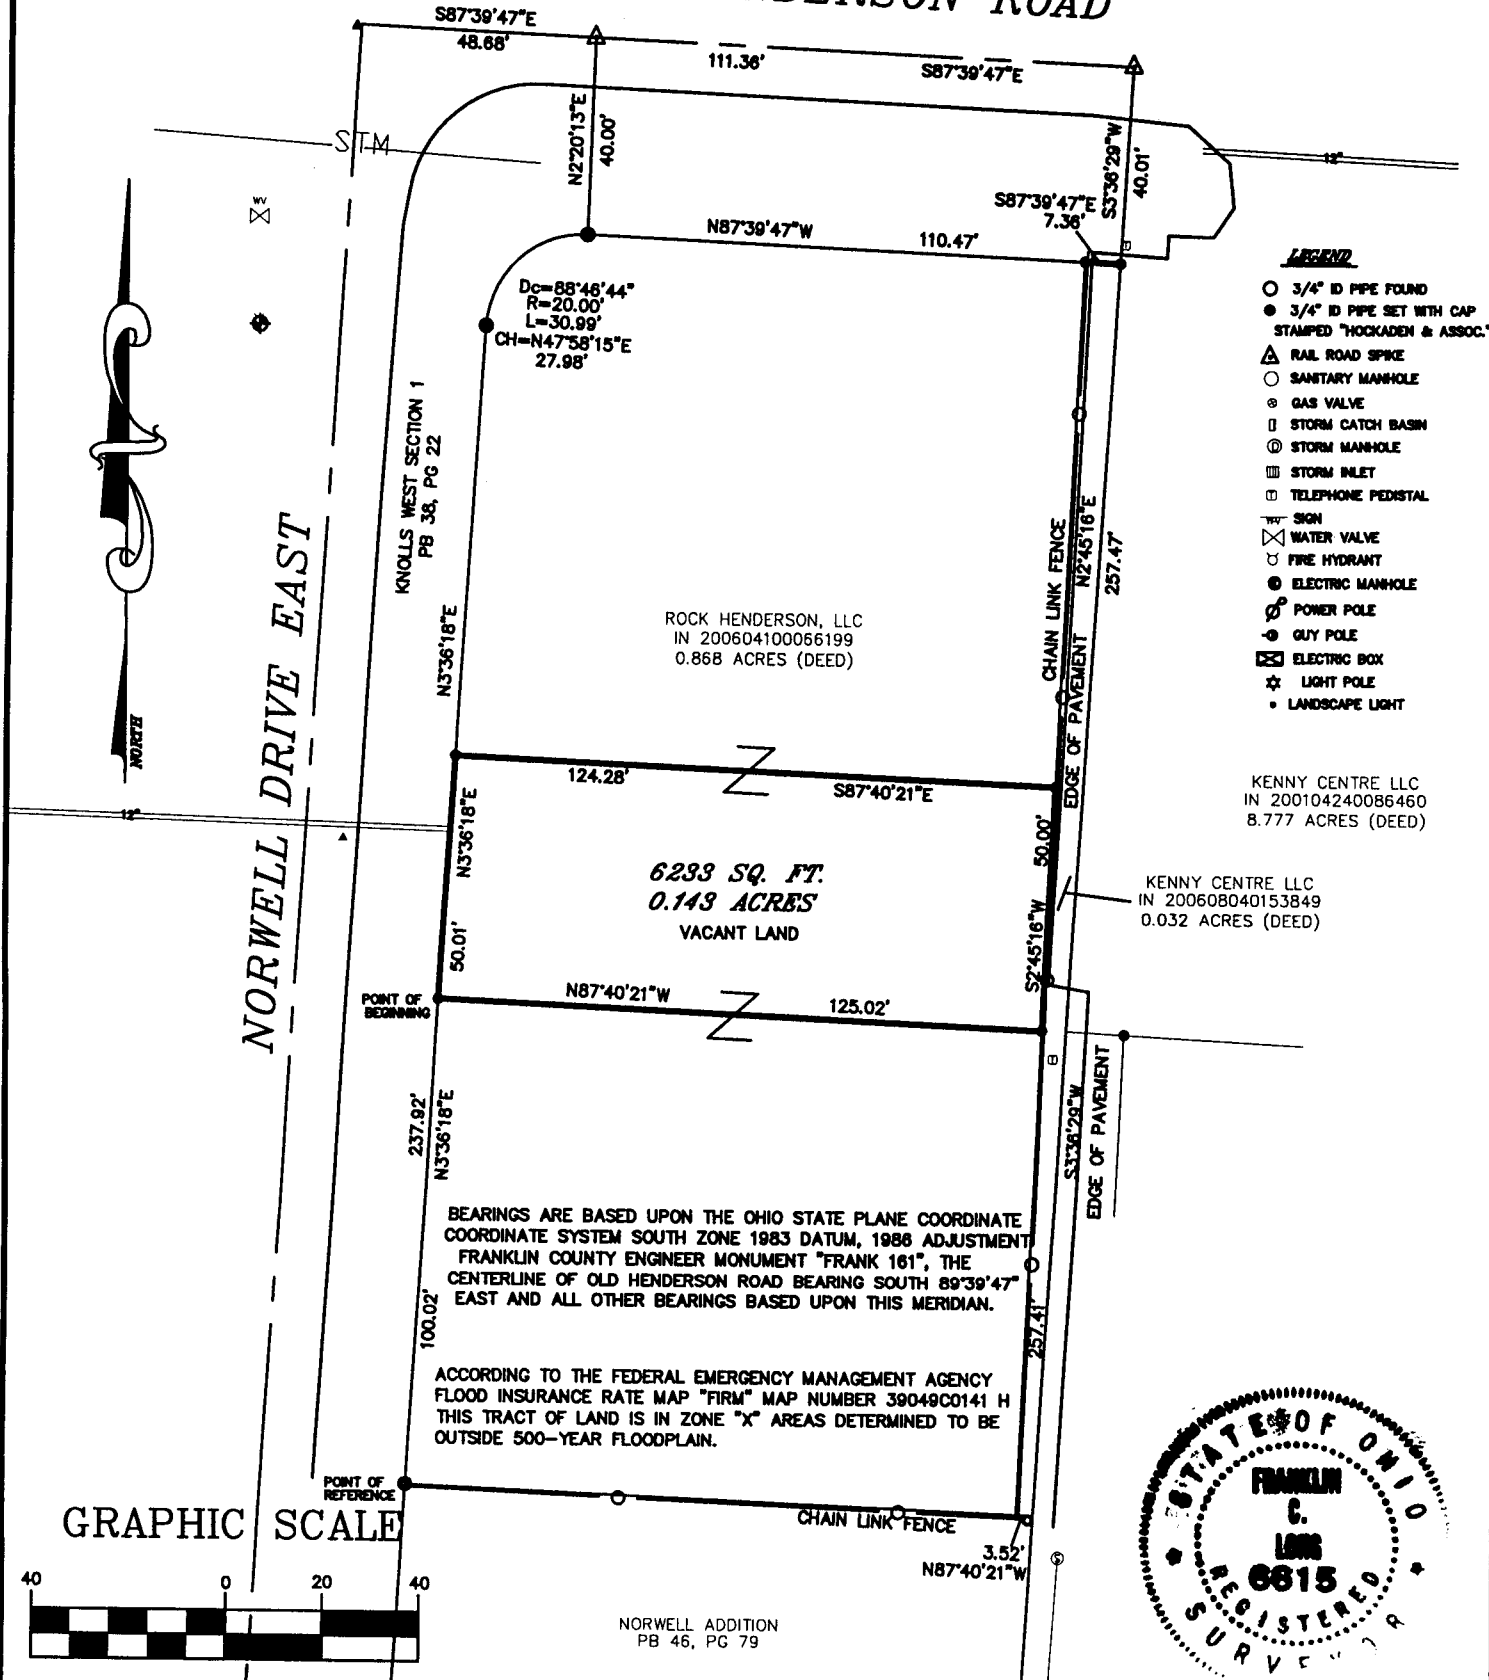 ROAD
S87°39'47"E
48.68'
111.36'
S87°39'47"E
STM
N2°20'13"E
40.00'
S3°36'29"W
40.01'
12"
WV
S87°39'47"E
7.36'
N87°39'47"W
110.47'
Dc=88°46'44"
R=20.00'
L=30.99'
CH=N47°58'15"E
27.98'
LEGEND
3/4" ID PIPE FOUND
3/4" ID PIPE SET WITH CAP
STAMPED "HOCKADEN & ASSOC."
RAIL ROAD SPIKE
SANITARY MANHOLE
GAS VALVE
STORM CATCH BASIN
STORM MANHOLE
STORM INLET
TELEPHONE PEDISTAL
SIGN
WATER VALVE
FIRE HYDRANT
ELECTRIC MANHOLE
POWER POLE
GUY POLE
ELECTRIC BOX
LIGHT POLE
LANDSCAPE LIGHT
NORTH
NORWELL DRIVE EAST
KNOLLS WEST SECTION 1
PB 38, PG 22
N3°36'18"E
CHAIN LINK FENCE
N2°45'16"E
257.47'
EDGE OF PAVEMENT
ROCK HENDERSON, LLC
IN 200604100066199
0.868 ACRES (DEED)
124.28'
S87°40'21"E
KENNY CENTRE LLC
IN 200104240086460
8.777 ACRES (DEED)
12"
N3°36'18"E
50.01'
6233 SQ. FT.
0.143 ACRES
VACANT LAND
50.00'
S2°45'16"W
KENNY CENTRE LLC
IN 200608040153849
0.032 ACRES (DEED)
POINT OF
BEGINNING
N87°40'21"W
125.02'
237.92'
N3°36'18"E
S3°36'29"W
EDGE OF PAVEMENT
BEARINGS ARE BASED UPON THE OHIO STATE PLANE COORDINATE
COORDINATE SYSTEM SOUTH ZONE 1983 DATUM, 1986 ADJUSTMENT
FRANKLIN COUNTY ENGINEER MONUMENT "FRANK 161", THE
CENTERLINE OF OLD HENDERSON ROAD BEARING SOUTH 89°39'47"
EAST AND ALL OTHER BEARINGS BASED UPON THIS MERIDIAN.
100.02'
257.41'
ACCORDING TO THE FEDERAL EMERGENCY MANAGEMENT AGENCY
FLOOD INSURANCE RATE MAP "FIRM" MAP NUMBER 39049C0141 H
THIS TRACT OF LAND IS IN ZONE "X" AREAS DETERMINED TO BE
OUTSIDE 500-YEAR FLOODPLAIN.
POINT OF
REFERENCE
CHAIN LINK FENCE
3.52'
N87°40'21"W
GRAPHIC SCALE
40 0 20 40
NORWELL ADDITION
PB 46, PG 79
STATE OF OHIO
FRANKLIN
C.
LONG
6615
REGISTERED
SURVEYOR